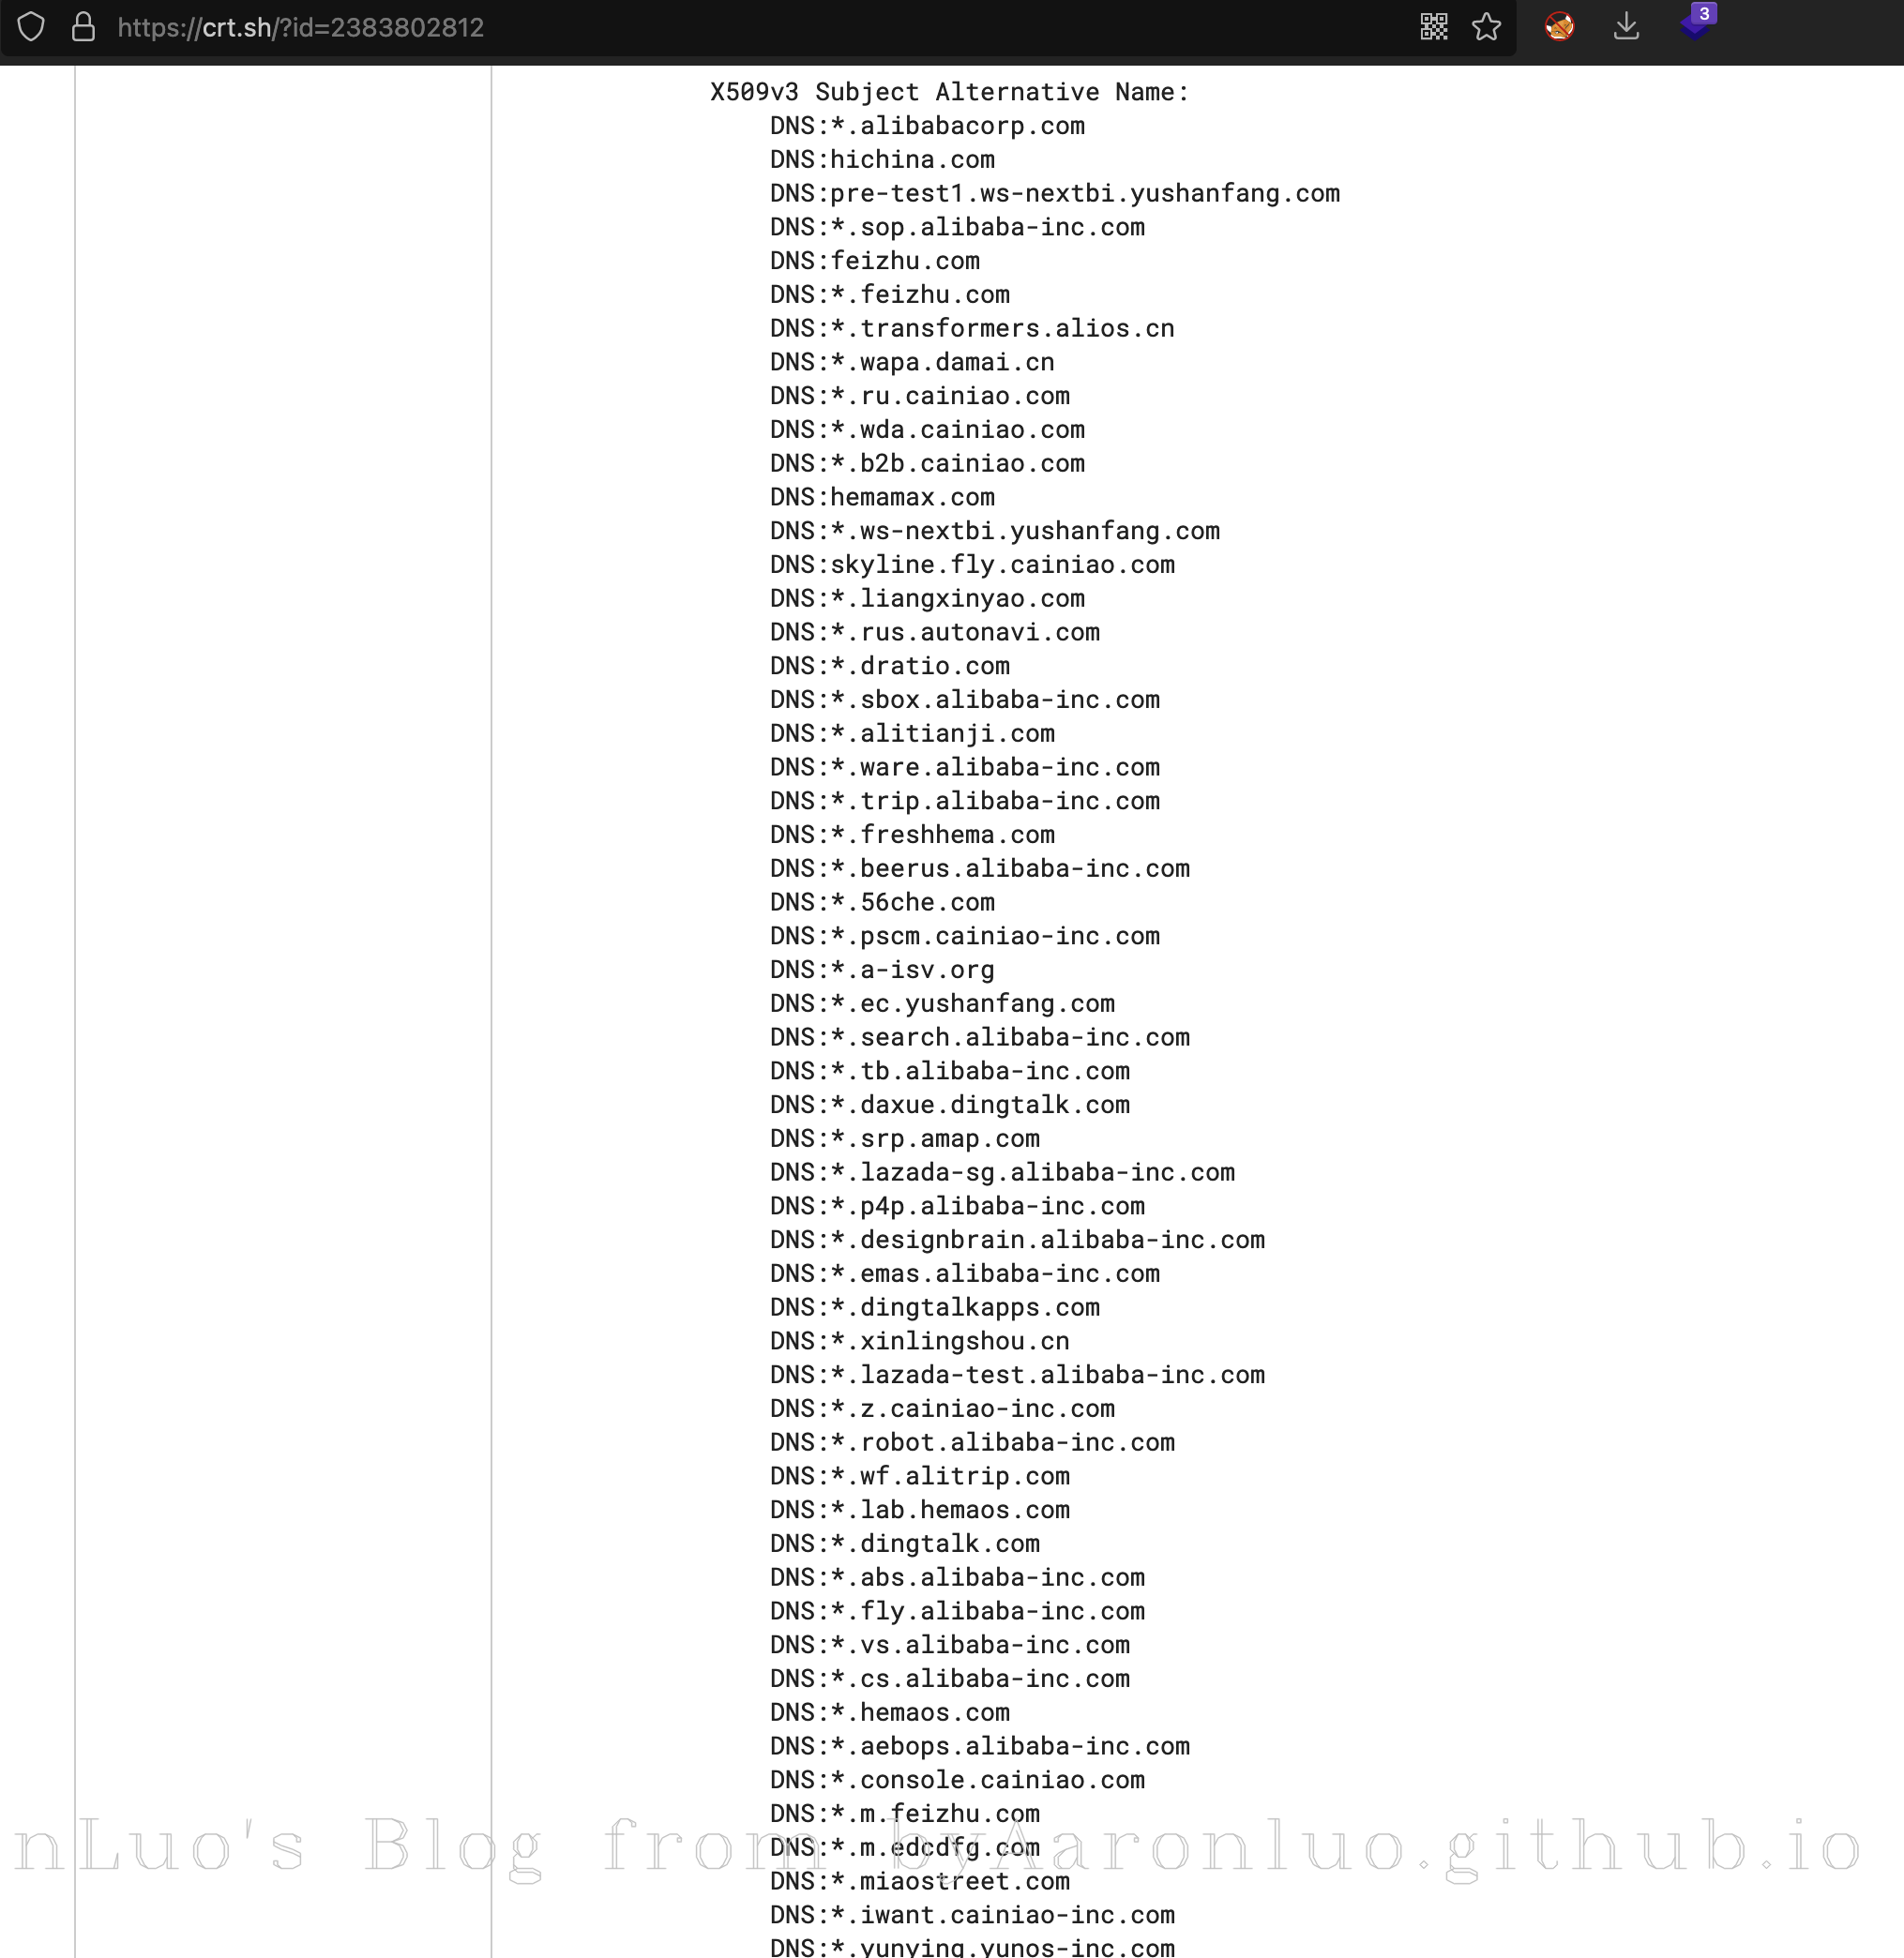 https://crt.sh/?id=2383802812
3
X509v3 Subject Alternative Name:
DNS:*.alibabacorp.com
DNS:hichina.com
DNS:pre-test1.ws-nextbi.yushanfang.com
DNS:*.sop.alibaba-inc.com
DNS:feizhu.com
DNS:*.feizhu.com
DNS:*.transformers.alios.cn
DNS:*.wapa.damai.cn
DNS:*.ru.cainiao.com
DNS:*.wda.cainiao.com
DNS:*.b2b.cainiao.com
DNS:hemamax.com
DNS:*.ws-nextbi.yushanfang.com
DNS:skyline.fly.cainiao.com
DNS:*.liangxinyao.com
DNS:*.rus.autonavi.com
DNS:*.dratio.com
DNS:*.sbox.alibaba-inc.com
DNS:*.alitianji.com
DNS:*.ware.alibaba-inc.com
DNS:*.trip.alibaba-inc.com
DNS:*.freshhema.com
DNS:*.beerus.alibaba-inc.com
DNS:*.56che.com
DNS:*.pscm.cainiao-inc.com
DNS:*.a-isv.org
DNS:*.ec.yushanfang.com
DNS:*.search.alibaba-inc.com
DNS:*.tb.alibaba-inc.com
DNS:*.daxue.dingtalk.com
DNS:*.srp.amap.com
DNS:*.lazada-sg.alibaba-inc.com
DNS:*.p4p.alibaba-inc.com
DNS:*.designbrain.alibaba-inc.com
DNS:*.emas.alibaba-inc.com
DNS:*.dingtalkapps.com
DNS:*.xinlingshou.cn
DNS:*.lazada-test.alibaba-inc.com
DNS:*.z.cainiao-inc.com
DNS:*.robot.alibaba-inc.com
DNS:*.wf.alitrip.com
DNS:*.lab.hemaos.com
DNS:*.dingtalk.com
DNS:*.abs.alibaba-inc.com
DNS:*.fly.alibaba-inc.com
DNS:*.vs.alibaba-inc.com
DNS:*.cs.alibaba-inc.com
DNS:*.hemaos.com
DNS:*.aebops.alibaba-inc.com
DNS:*.console.cainiao.com
DNS:*.m.feizhu.com
nLuo's Blog from byAaronluo.github.io
DNS:*.m.edcdfg.com
DNS:*.miaostreet.com
DNS:*.iwant.cainiao-inc.com
DNS:*.yunying.yunos-inc.com